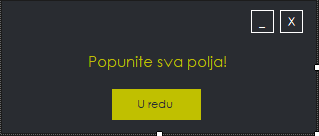 _ X
Popunite sva polja!
U redu